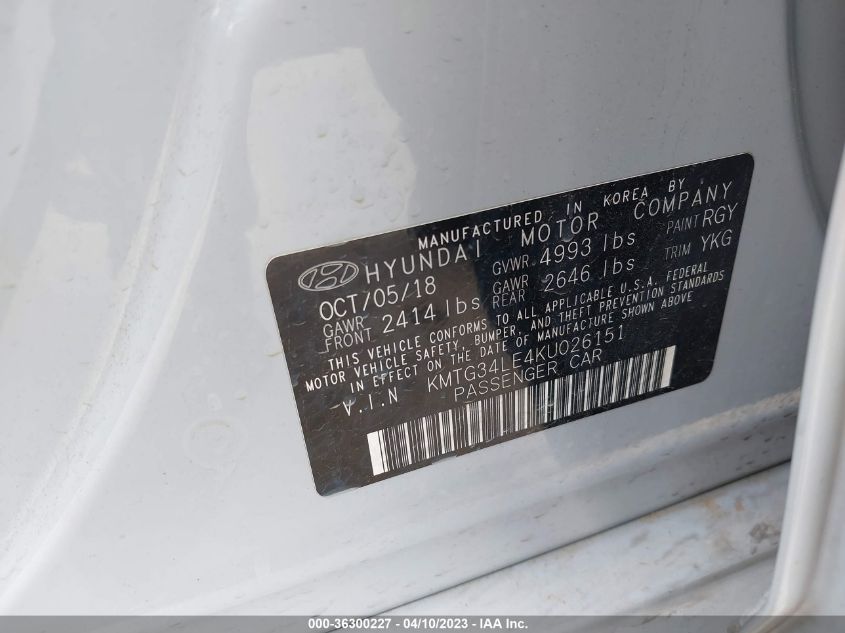 MANUFACTURED IN KOREA BY
HYUNDAI MOTOR COMPANY
OCT/05/18 GVWR 4993 lbs PAINT RGY
GAWR FRONT 2414 lbs GAWR REAR 2646 lbs TRIM YKG
THIS VEHICLE CONFORMS TO ALL APPLICABLE U.S.A. FEDERAL
MOTOR VEHICLE SAFETY, BUMPER, AND THEFT PREVENTION STANDARDS
IN EFFECT ON THE DATE OF MANUFACTURE SHOWN ABOVE
V.I.N KMTG34LE4KU026151
PASSENGER CAR
000-36300227 - 04/10/2023 - IAA Inc.